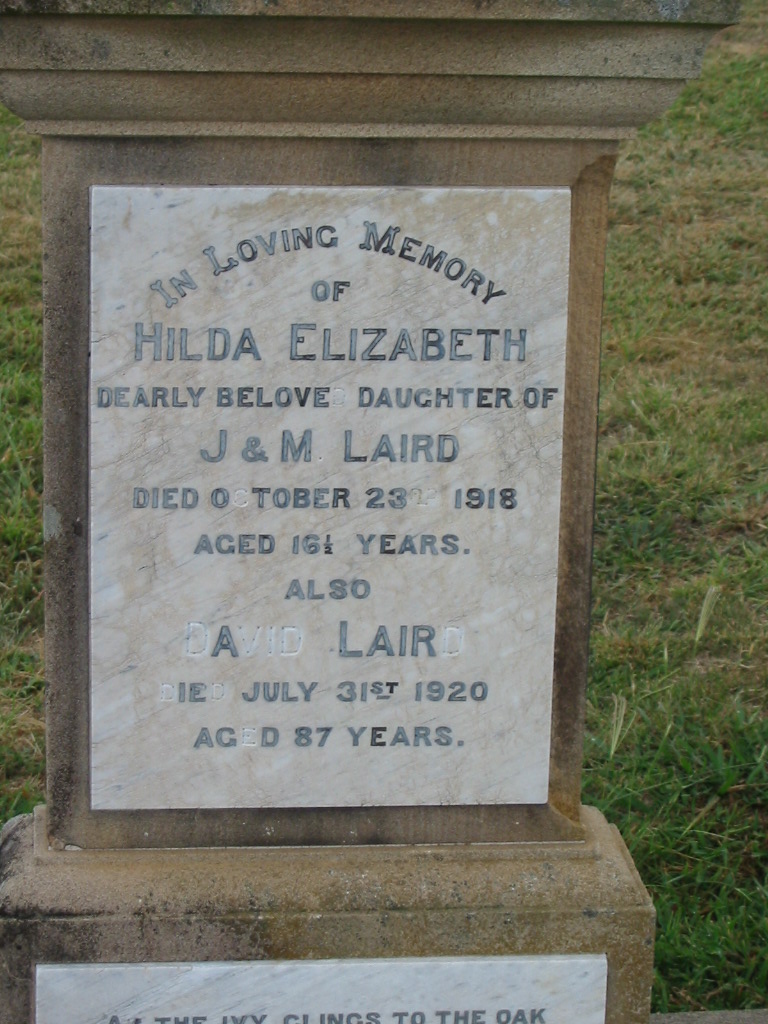 IN LOVING MEMORY
OF
HILDA ELIZABETH
DEARLY BELOVED DAUGHTER OF
J & M. LAIRD
DIED OCTOBER 23RD 1918
AGED 16½ YEARS.
ALSO
DAVID LAIRD
DIED JULY 31ST 1920
AGED 87 YEARS.
THE IVY CLINGS TO THE OAK